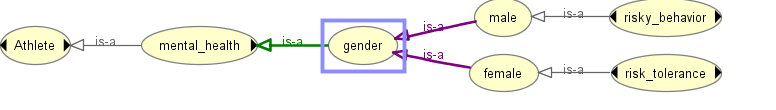 Athlete
is-a
mental_health
is-a
gender
is-a
male
is-a
risky_behavior
is-a
female
is-a
risk_tolerance